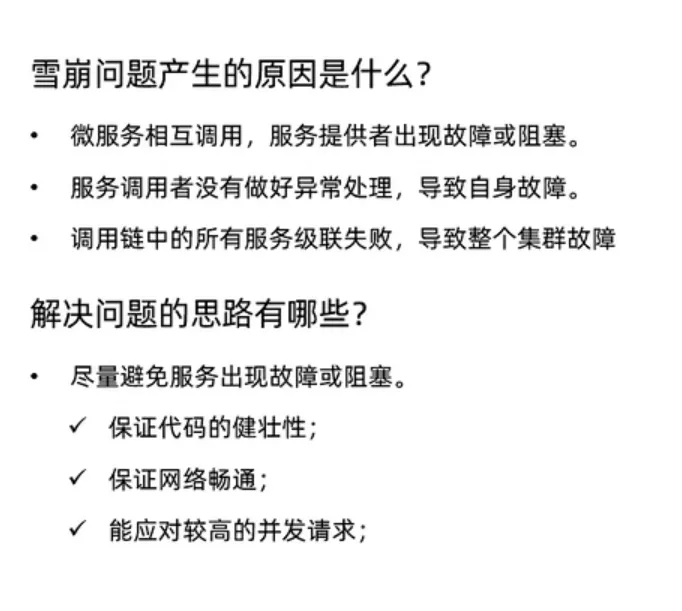 雪崩问题产生的原因是什么？
• 微服务相互调用，服务提供者出现故障或阻塞。
• 服务调用者没有做好异常处理，导致自身故障。
• 调用链中的所有服务级联失败，导致整个集群故障
解决问题的思路有哪些？
• 尽量避免服务出现故障或阻塞。
✓ 保证代码的健壮性；
✓ 保证网络畅通；
✓ 能应对较高的并发请求；